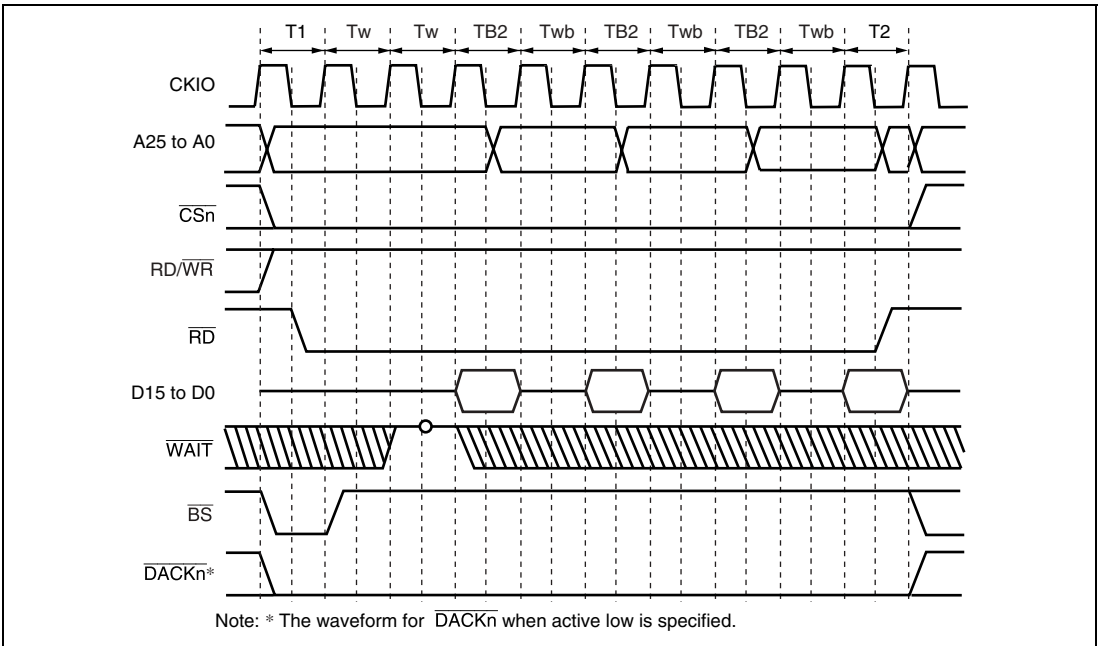 T1 Tw Tw TB2 Twb TB2 Twb TB2 Twb T2
CKIO
A25 to A0
CSn
RD/WR
RD
D15 to D0
WAIT
BS
DACKn*
Note: * The waveform for DACKn when active low is specified.